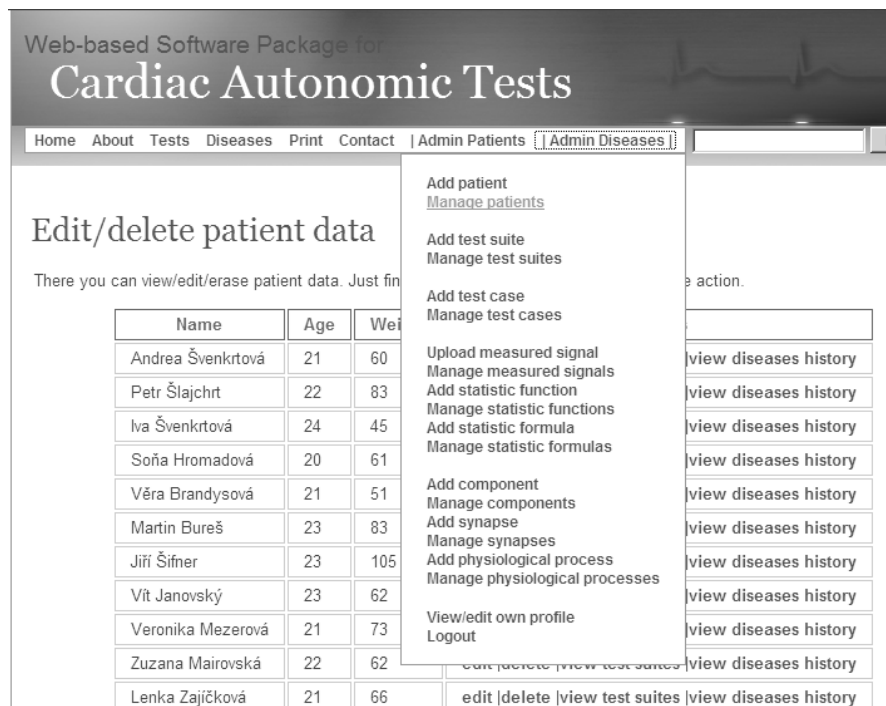 Web-based Software Package for
Cardiac Autonomic Tests
Home About Tests Diseases Print Contact | Admin Patients | Admin Diseases |
Add patient
Manage patients
Add test suite
Manage test suites
Add test case
Manage test cases
Upload measured signal
Manage measured signals
Add statistic function
Manage statistic functions
Add statistic formula
Manage statistic formulas
Add component
Manage components
Add synapse
Manage synapses
Add physiological process
Manage physiological processes
View/edit own profile
Logout
Edit/delete patient data
There you can view/edit/erase patient data. Just action.
Name Age
Andrea Švenkrtová 21 60 |view diseases history
Petr Šlajchrt 22 83 |view diseases history
Iva Švenkrtová 24 45 |view diseases history
Soňa Hromadová 20 61 |view diseases history
Věra Brandysová 21 51 |view diseases history
Martin Bureš 23 83 |view diseases history
Jiří Šifner 23 105 |view diseases history
Vít Janovský 23 62 |view diseases history
Veronika Mezerová 21 73 |view diseases history
Zuzana Mairovská 22 62 edit |delete |view test suites |view diseases history
Lenka Zajíčková 21 66 edit |delete |view test suites |view diseases history